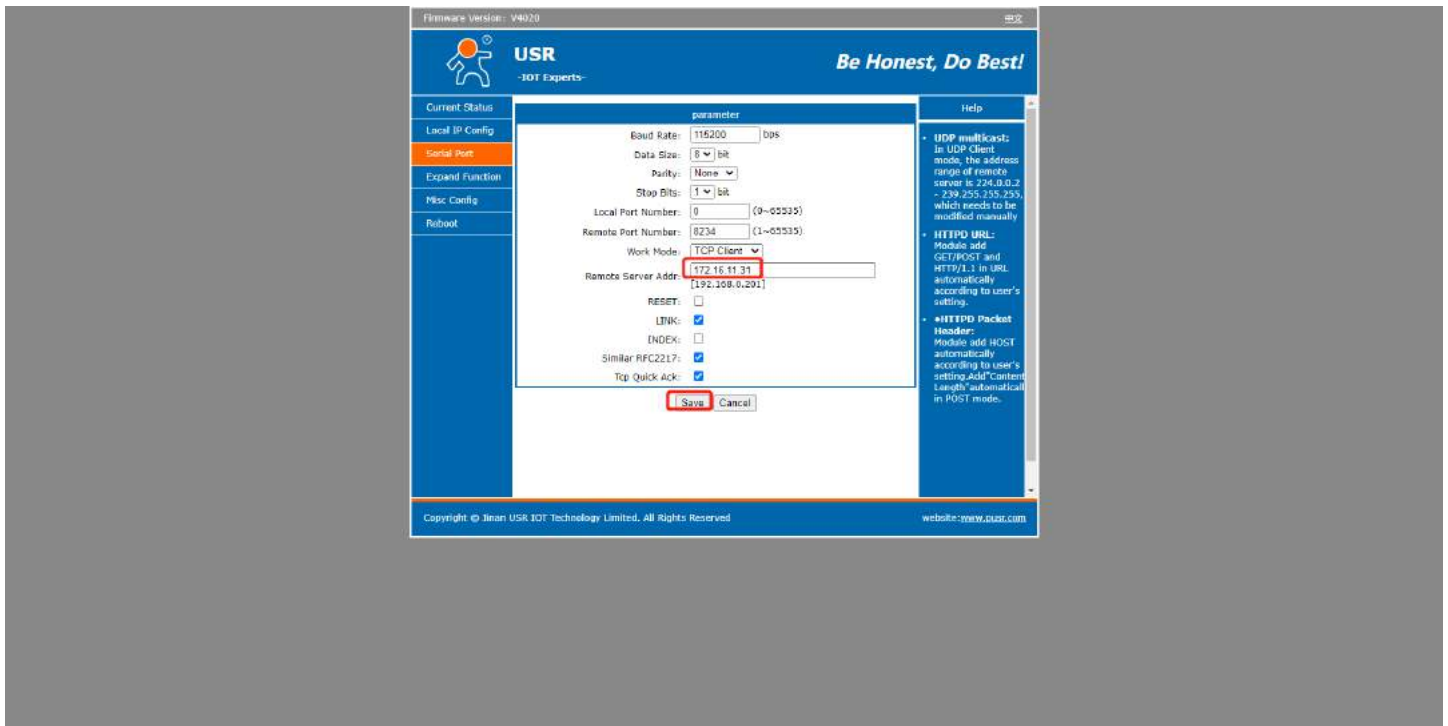 Firmware Version: V4020
中文
USR
-IOT Experts-
Be Honest, Do Best!
Current Status
Local IP Config
Serial Port
Expand Function
Misc Config
Reboot
parameter
Baud Rate: 115200 bps
Data Size: 8 bit
Parity: None
Stop Bits: 1 bit
Local Port Number: 0 (0~65535)
Remote Port Number: 8234 (1~65535)
Work Mode: TCP Client
Remote Server Addr: 172.16.11.31
[192.168.0.201]
RESET:
LINK:
INDEX:
Similar RFC2217:
Tcp Quick Ack:
Save Cancel
Help
• UDP multicast:
In UDP Client
mode, the address
range of remote
server is 224.0.0.2
- 239.255.255.255,
which needs to be
modified manually
• HTTPD URL:
Module add
GET/POST and
HTTP/1.1 in URL
automatically
according to user's
setting.
• •HTTPD Packet
Header:
Module add HOST
automatically
according to user's
setting.Add"Content
Length"automaticall
in POST mode.
Copyright © Jinan USR IOT Technology Limited. All Rights Reserved
website:www.pusr.com